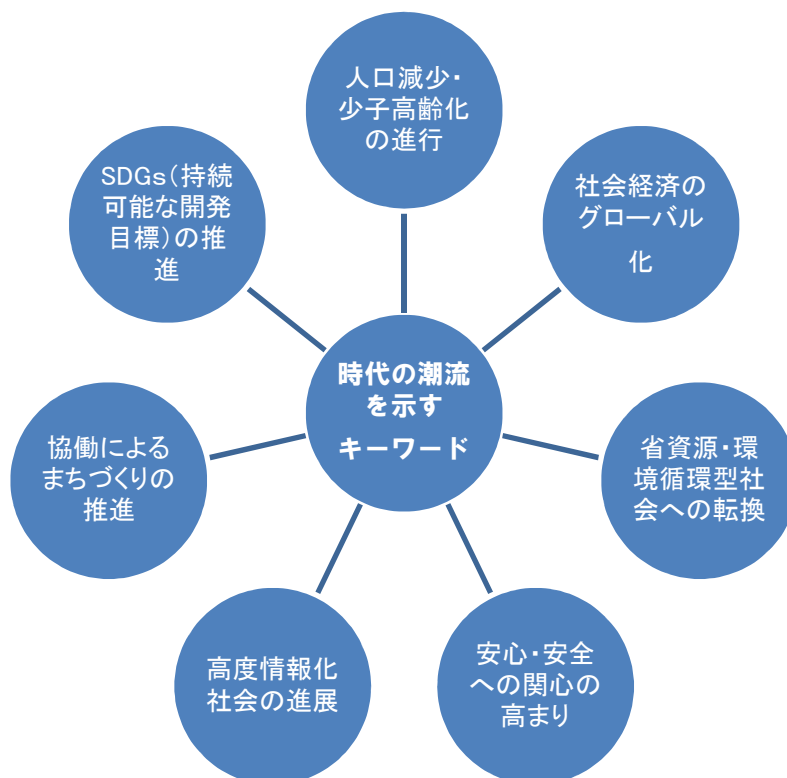 人口減少・
少子高齢化
の進行
社会経済の
グローバル
化
省資源・環
境循環型社
会への転換
安心・安全
への関心の
高まり
高度情報化
社会の進展
協働による
まちづくりの
推進
SDGs（持続
可能な開発
目標）の推
進
時代の潮流
を示す
キーワード